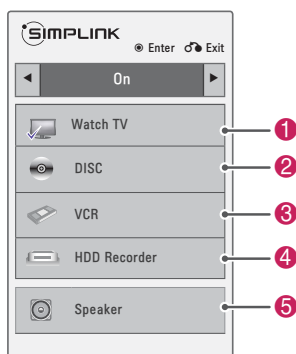 SIMPLINK
Enter Exit
On
Watch TV 1
DISC 2
VCR 3
HDD Recorder 4
Speaker 5